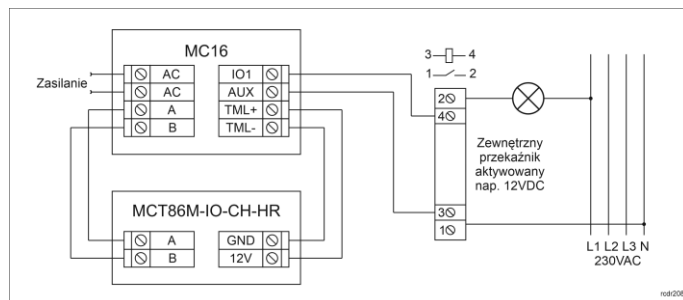 MC16
Zasilanie
AC IO1
AC AUX
A TML+
B TML-
MCT86M-IO-CH-HR
A GND
B 12V
3 4
1 2
2
4
3
1
Zewnętrzny
przekaźnik
aktywowany
nap. 12VDC
L1 L2 L3 N
230VAC
rcdr208